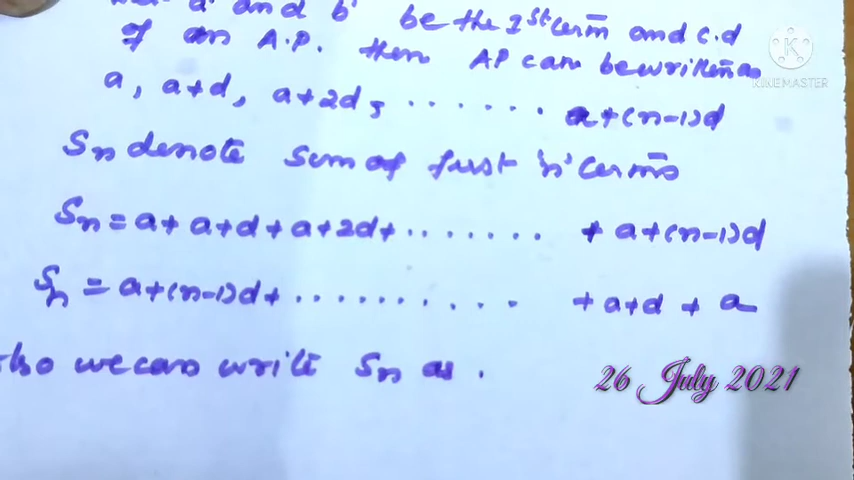 a' and b' be the 1st term and c.d
of an A.P. then AP can be written as
KINEMASTER
a, a+d, a+2d, ....... a+(n-1)d
Sn denote sum of first 'n' terms
Sn = a+ a+d+a+2d+ ....... + a+(n-1)d
Sn = a+(n-1)d+ .......... + a+d + a
also we can write Sn as .
26 July 2021